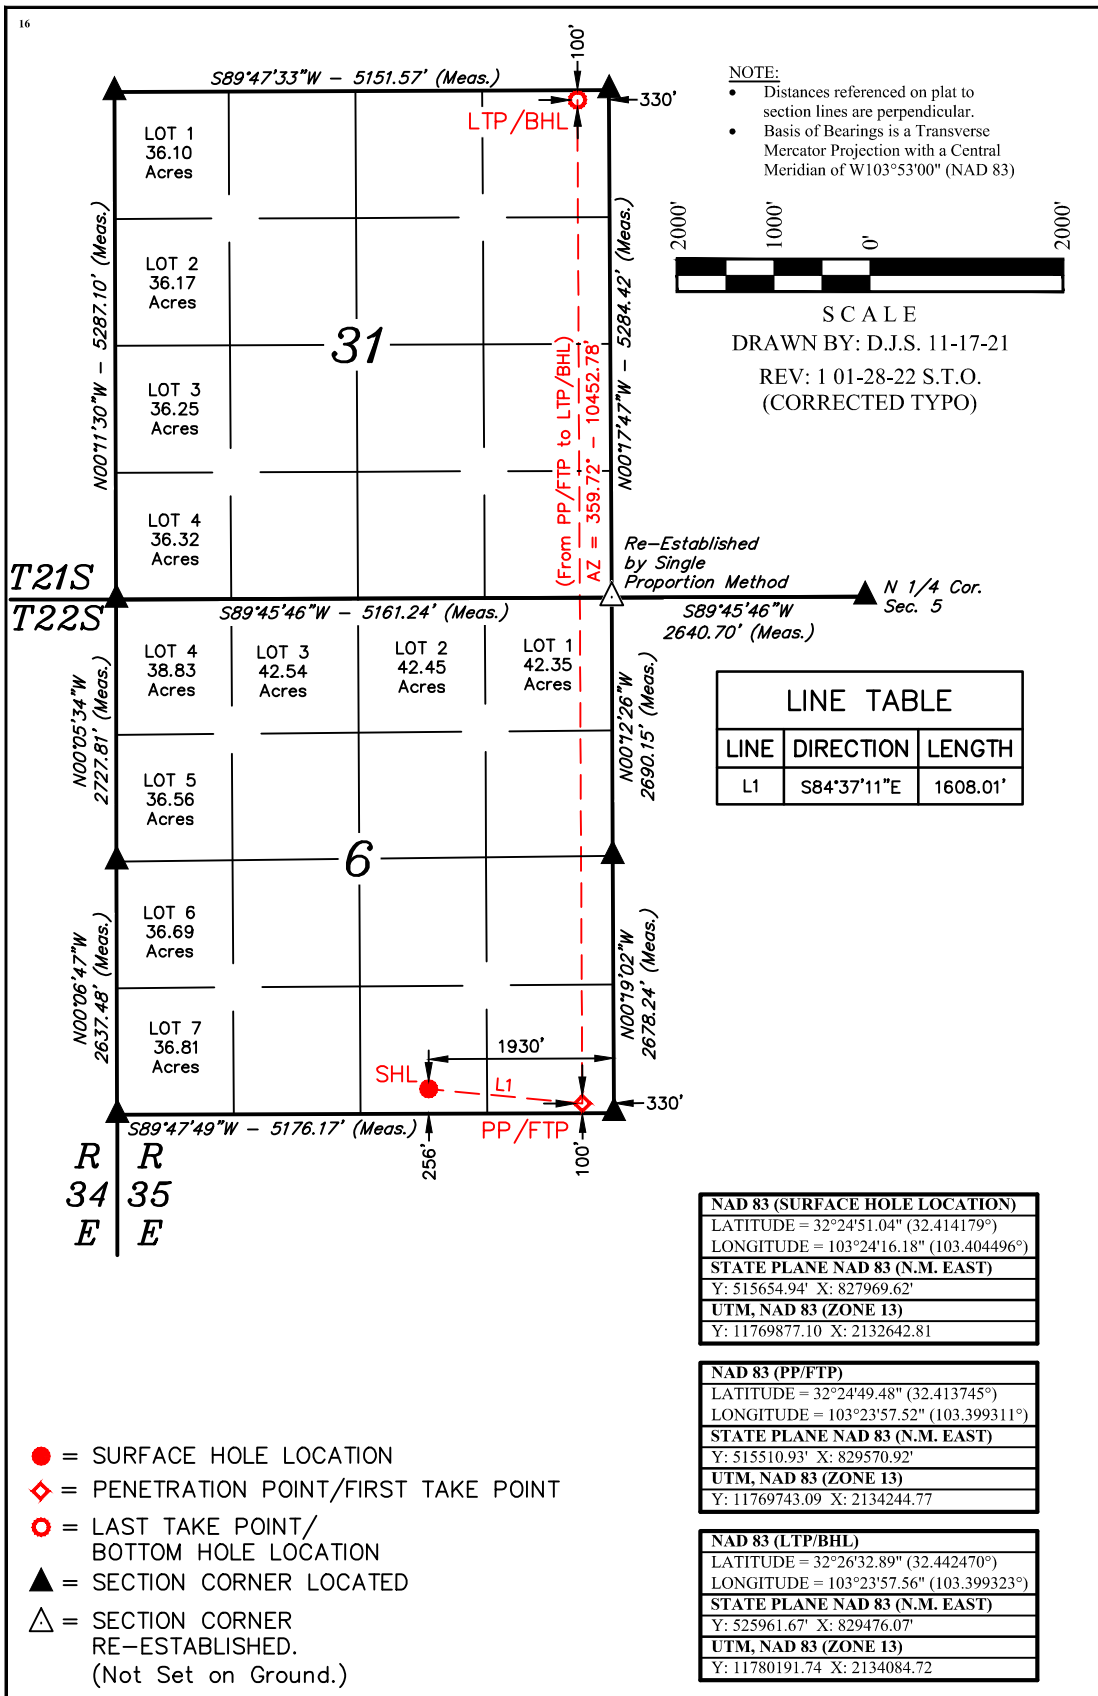 16
S89°47'33"W - 5151.57' (Meas.)
100'
330'
LTP/BHL
NOTE:
• Distances referenced on plat to
section lines are perpendicular.
• Basis of Bearings is a Transverse
Mercator Projection with a Central
Meridian of W103°53'00" (NAD 83)
2000'
1000'
0'
2000'
SCALE
DRAWN BY: D.J.S. 11-17-21
REV: 1 01-28-22 S.T.O.
(CORRECTED TYPO)
LOT 1
36.10
Acres
LOT 2
36.17
Acres
31
LOT 3
36.25
Acres
LOT 4
36.32
Acres
N00°11'30"W - 5287.10' (Meas.)
N00°17'47"W - 5284.42' (Meas.)
(From PP/FTP to LTP/BHL)
AZ = 359.72° - 10452.78'
Re-Established
by Single
Proportion Method
N 1/4 Cor.
Sec. 5
T21S
T22S
S89°45'46"W - 5161.24' (Meas.)
S89°45'46"W
2640.70' (Meas.)
LOT 4
38.83
Acres
LOT 3
42.54
Acres
LOT 2
42.45
Acres
LOT 1
42.35
Acres
N00°05'34"W
2727.81' (Meas.)
N00°12'26"W
2690.15' (Meas.)
LINE TABLE
LINE DIRECTION LENGTH
L1 S84°37'11"E 1608.01'
LOT 5
36.56
Acres
6
LOT 6
36.69
Acres
N00°06'47"W
2637.48' (Meas.)
N00°19'02"W
2678.24' (Meas.)
LOT 7
36.81
Acres
1930'
SHL
L1
330'
PP/FTP
S89°47'49"W - 5176.17' (Meas.)
256'
100'
R R
34 35
E E
NAD 83 (SURFACE HOLE LOCATION)
LATITUDE = 32°24'51.04" (32.414179°)
LONGITUDE = 103°24'16.18" (103.404496°)
STATE PLANE NAD 83 (N.M. EAST)
Y: 515654.94' X: 827969.62'
UTM, NAD 83 (ZONE 13)
Y: 11769877.10 X: 2132642.81
NAD 83 (PP/FTP)
LATITUDE = 32°24'49.48" (32.413745°)
LONGITUDE = 103°23'57.52" (103.399311°)
STATE PLANE NAD 83 (N.M. EAST)
Y: 515510.93' X: 829570.92'
UTM, NAD 83 (ZONE 13)
Y: 11769743.09 X: 2134244.77
NAD 83 (LTP/BHL)
LATITUDE = 32°26'32.89" (32.442470°)
LONGITUDE = 103°23'57.56" (103.399323°)
STATE PLANE NAD 83 (N.M. EAST)
Y: 525961.67' X: 829476.07'
UTM, NAD 83 (ZONE 13)
Y: 11780191.74 X: 2134084.72
= SURFACE HOLE LOCATION
= PENETRATION POINT/FIRST TAKE POINT
= LAST TAKE POINT/
BOTTOM HOLE LOCATION
= SECTION CORNER LOCATED
= SECTION CORNER
RE-ESTABLISHED.
(Not Set on Ground.)